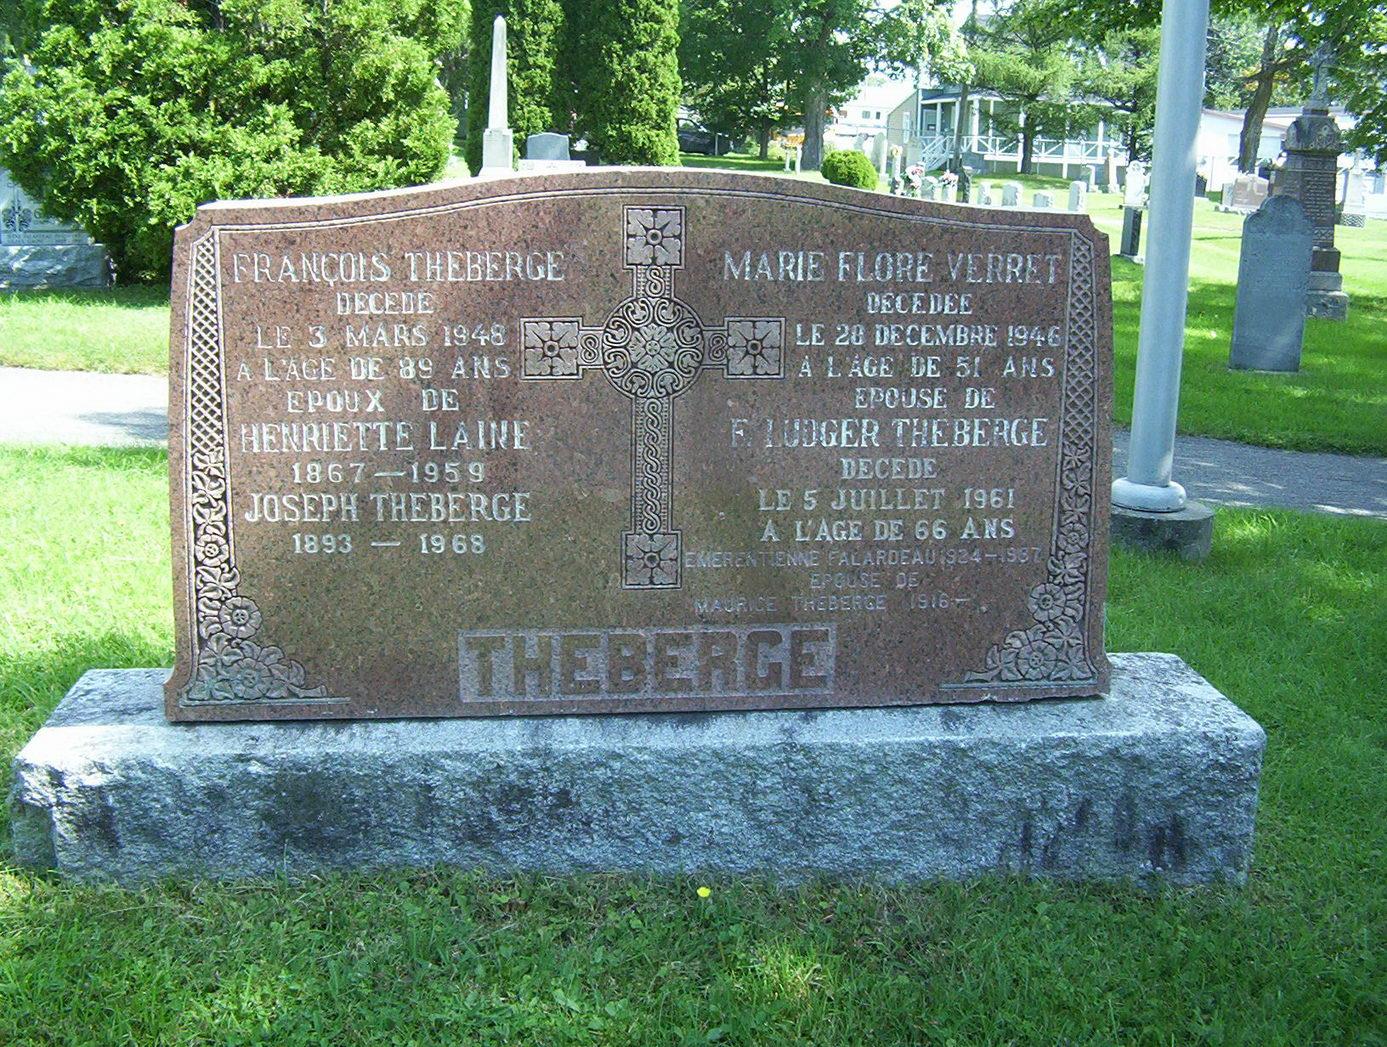 FRANÇOIS THEBERGE
DECEDE
LE 3 MARS 1948
A L'AGE DE 89 ANS
EPOUX DE
HENRIETTE LAINE
1867 — 1959
JOSEPH THEBERGE
1893 — 1968
MARIE FLORE VERRET
DECEDEE
LE 28 DECEMBRE 1946
A L'AGE DE 51 ANS
EPOUSE DE
F. LUDGER THEBERGE
DECEDE
LE 5 JUILLET 1961
A L'AGE DE 66 ANS
EMERENTIENNE FALARDEAU 1924—1987
EPOUSE DE
MAURICE THEBERGE 1916—
THEBERGE